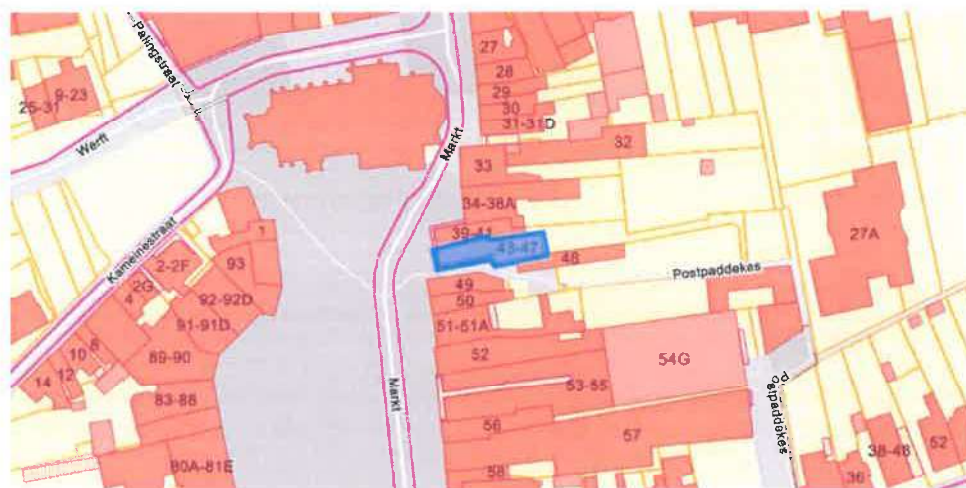 Palingstraat
25-31
9-23
Werft
Kameinestraat
Markt
27
28
29
30
31-31D
32
33
34-38A
39-41
43-47
48
Postpaddekes
27A
1
93
2-2F
2G
4
92-92D
91-91D
89-90
8
10
12
14
83-88
80A-81E
49
50
51-51A
52
53-55
54G
Markt
56
57
58
Postpaddekes
36
38-48
52